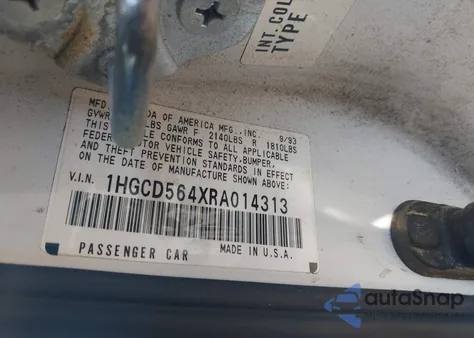 INT. COL
TYPE
MFD. DA OF AMERICA MFG., INC. 9/93
GVWR LBS GAWR F 2140LBS R 1810LBS
THIS CLE CONFORMS TO ALL APPLICABLE
FEDER MOTOR VEHICLE SAFETY, BUMPER,
AND THEFT PREVENTION STANDARDS IN EFFECT
ON THE DATE OF MANUFACTURE SHOWN ABOVE:
V.I.N. 1HGCD564XRA014313
PASSENGER CAR MADE IN U.S.A.
autoSnap